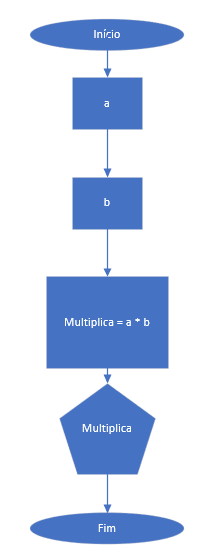 Início
a
b
Multiplica = a * b
Multiplica
Fim